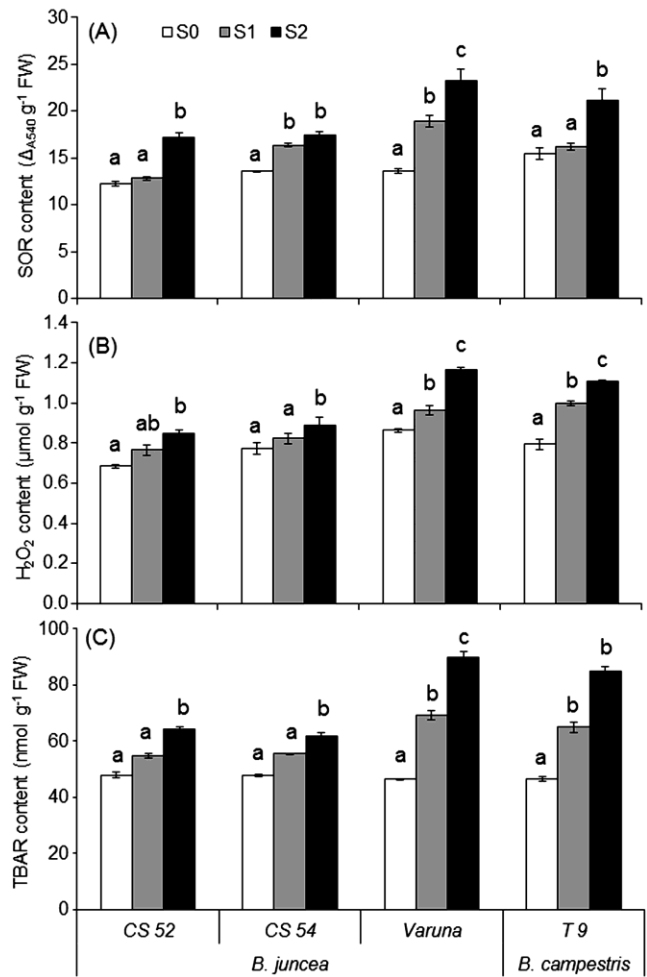 (A)
S0 S1 S2
SOR content (Δ A540 g⁻¹ FW)
30
25
20
15
10
5
0
a a b
a b b
a b c
a a b
(B)
H₂O₂ content (μmol g⁻¹ FW)
1.4
1.2
1.0
0.8
0.6
0.4
0.2
0.0
a ab b
a a b
a b c
a b c
(C)
TBAR content (nmol g⁻¹ FW)
100
80
60
40
20
0
a a b
a a b
a b c
a b b
CS 52 CS 54 Varuna T 9
B. juncea B. campestris